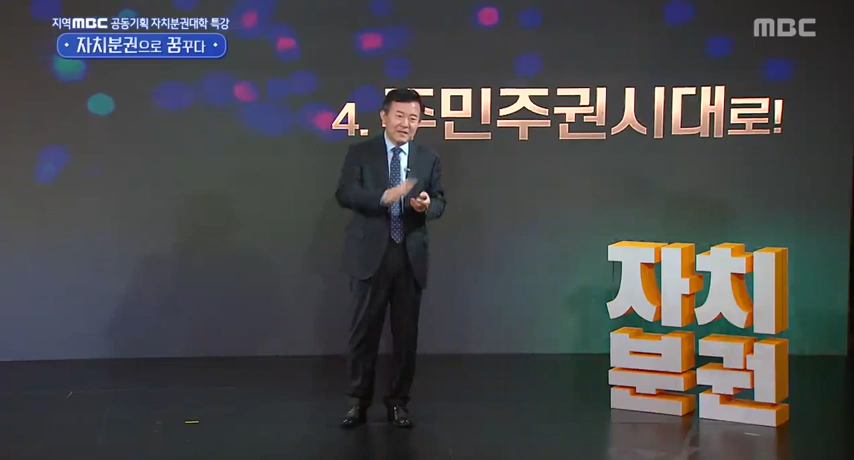 지역MBC 공동기획 자치분권대학 특강
자치분권으로 꿈꾸다
MBC
4. 주민주권시대로!
자치
분권